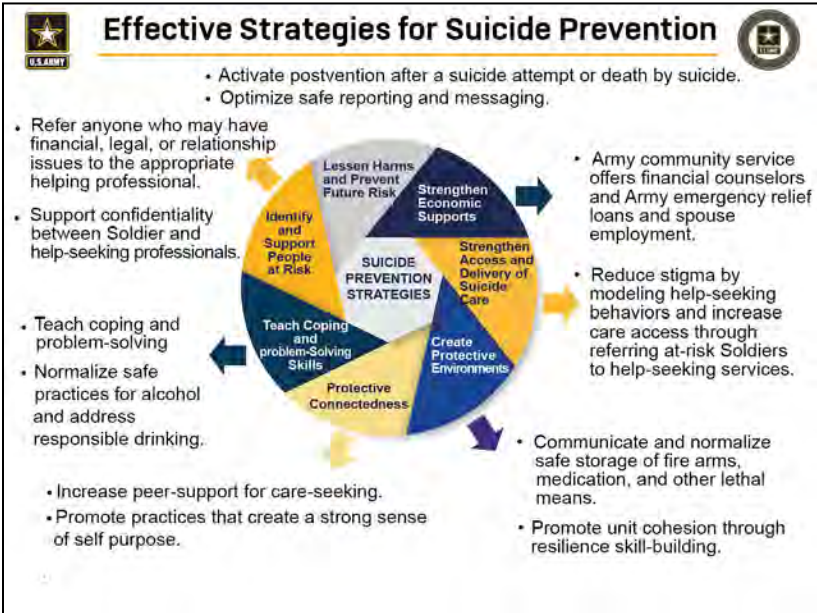 Effective Strategies for Suicide Prevention
U.S.ARMY
• Activate postvention after a suicide attempt or death by suicide.
• Optimize safe reporting and messaging.
• Refer anyone who may have
financial, legal, or relationship
issues to the appropriate
helping professional.
• Support confidentiality
between Soldier and
help-seeking professionals.
• Teach coping and
problem-solving
• Normalize safe
practices for alcohol
and address
responsible drinking.
Lessen Harms
and Prevent
Future Risk
Strengthen
Economic
Supports
Identify
and
Support
People
at Risk
SUICIDE
PREVENTION
STRATEGIES
Strengthen
Access and
Delivery of
Suicide
Care
Teach Coping
and
problem-Solving
Skills
Create
Protective
Environments
Protective
Connectedness
• Army community service
offers financial counselors
and Army emergency relief
loans and spouse
employment.
• Reduce stigma by
modeling help-seeking
behaviors and increase
care access through
referring at-risk Soldiers
to help-seeking services.
• Communicate and normalize
safe storage of fire arms,
medication, and other lethal
means.
• Promote unit cohesion through
resilience skill-building.
• Increase peer-support for care-seeking.
• Promote practices that create a strong sense
of self purpose.